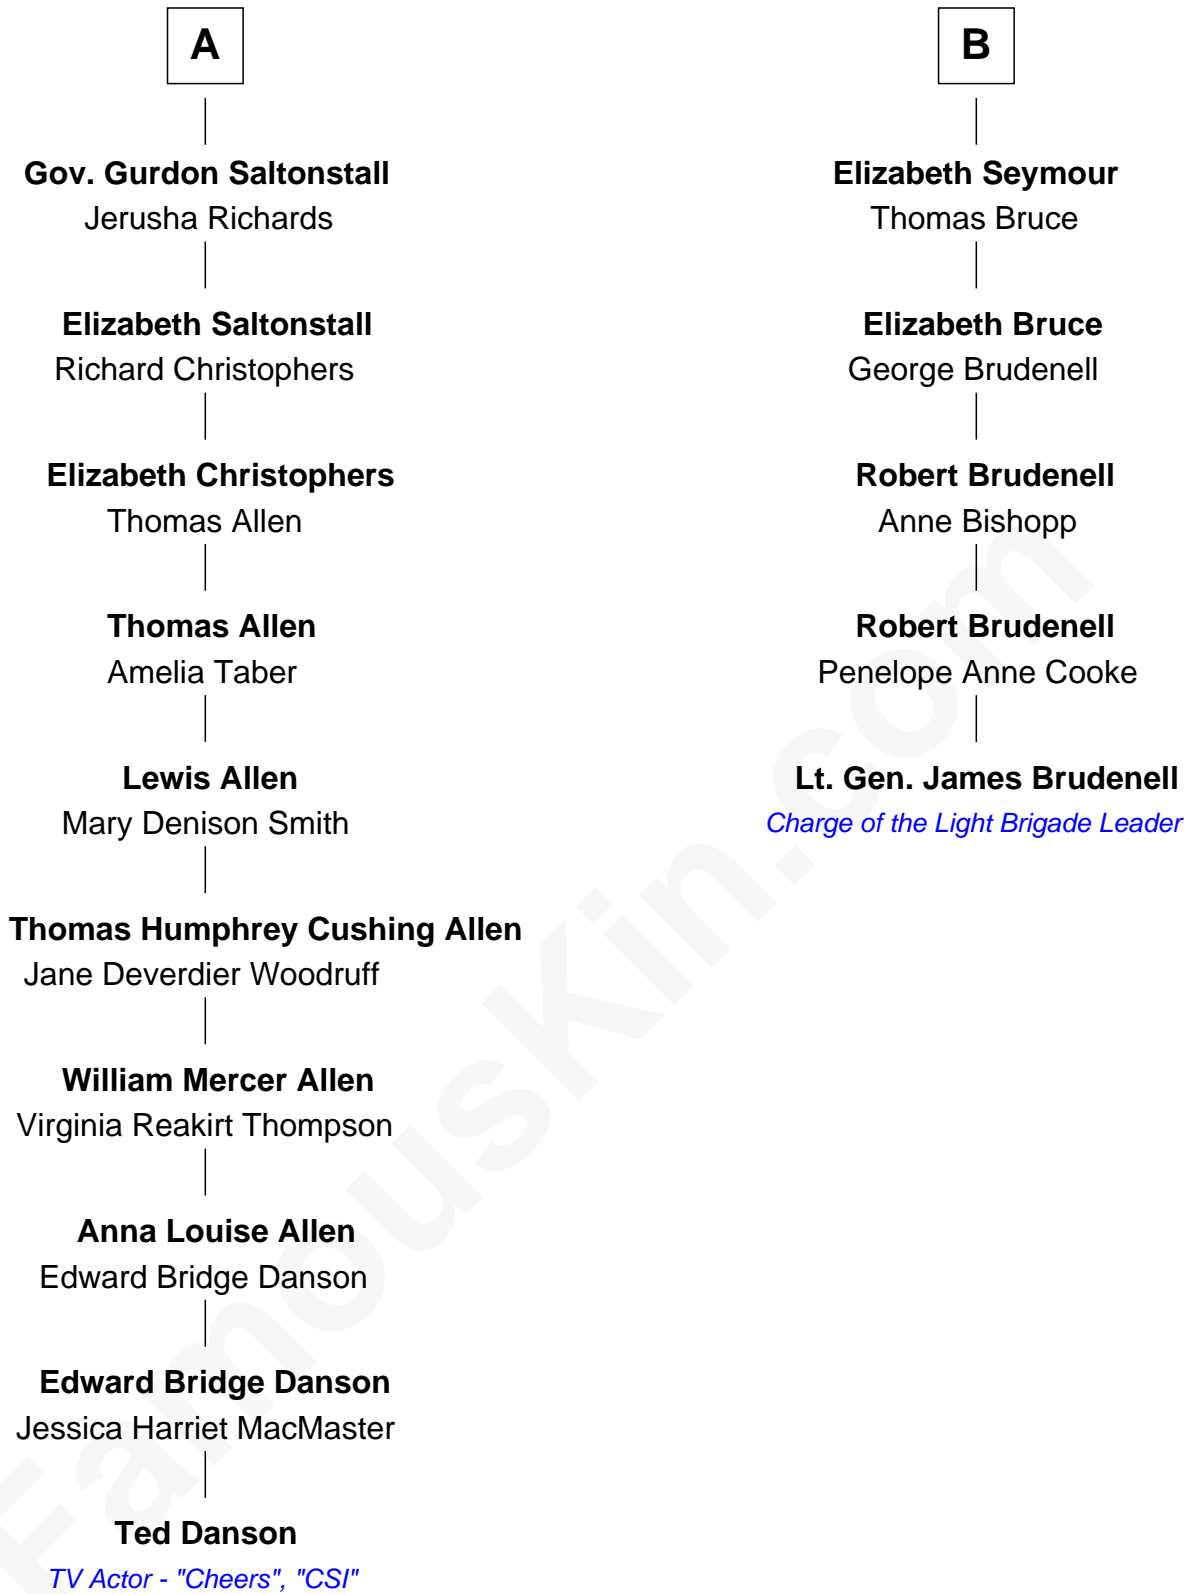 A
Gov. Gurdon Saltonstall
Jerusha Richards
Elizabeth Saltonstall
Richard Christophers
Elizabeth Christophers
Thomas Allen
Thomas Allen
Amelia Taber
Lewis Allen
Mary Denison Smith
Thomas Humphrey Cushing Allen
Jane Deverdier Woodruff
William Mercer Allen
Virginia Reakirt Thompson
Anna Louise Allen
Edward Bridge Danson
Edward Bridge Danson
Jessica Harriet MacMaster
Ted Danson
TV Actor - "Cheers", "CSI"
B
Elizabeth Seymour
Thomas Bruce
Elizabeth Bruce
George Brudenell
Robert Brudenell
Anne Bishopp
Robert Brudenell
Penelope Anne Cooke
Lt. Gen. James Brudenell
Charge of the Light Brigade Leader
FamousKin.com